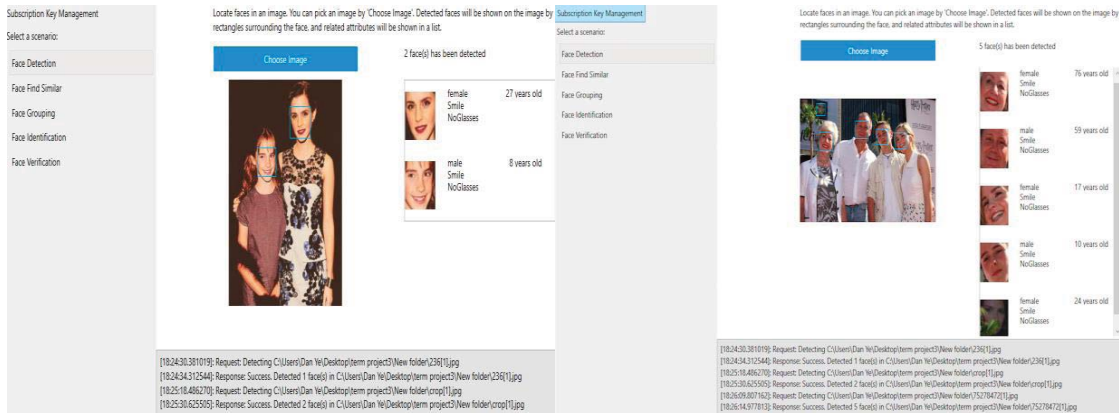 Subscription Key Management
Select a scenario:
Face Detection
Face Find Similar
Face Grouping
Face Identification
Face Verification
Locate faces in an image. You can pick an image by 'Choose Image'. Detected faces will be shown on the image by
rectangles surrounding the face, and related attributes will be shown in a list.
Choose Image
2 face(s) has been detected
female 27 years old
Smile
NoGlasses
male 8 years old
Smile
NoGlasses
[18:24:30.381019]: Request: Detecting C:\Users\Dan Ye\Desktop\term project3\New folder\236[1].jpg
[18:24:34.312544]: Response: Success. Detected 1 face(s) in C:\Users\Dan Ye\Desktop\term project3\New folder\236[1].jpg
[18:25:18.486270]: Request: Detecting C:\Users\Dan Ye\Desktop\term project3\New folder\crop[1].jpg
[18:25:30.625505]: Response: Success. Detected 2 face(s) in C:\Users\Dan Ye\Desktop\term project3\New folder\crop[1].jpg
Subscription Key Management
Select a scenario:
Face Detection
Face Find Similar
Face Grouping
Face Identification
Face Verification
Locate faces in an image. You can pick an image by 'Choose Image'. Detected faces will be shown on the image by
rectangles surrounding the face, and related attributes will be shown in a list.
Choose Image
5 face(s) has been detected
female 76 years old
Smile
NoGlasses
male 59 years old
Smile
NoGlasses
female 17 years old
Smile
NoGlasses
male 10 years old
Smile
NoGlasses
female 24 years old
Smile
NoGlasses
[18:24:30.381019]: Request: Detecting C:\Users\Dan Ye\Desktop\term project3\New folder\236[1].jpg
[18:24:34.312544]: Response: Success. Detected 1 face(s) in C:\Users\Dan Ye\Desktop\term project3\New folder\236[1].jpg
[18:25:18.486270]: Request: Detecting C:\Users\Dan Ye\Desktop\term project3\New folder\crop[1].jpg
[18:25:30.625505]: Response: Success. Detected 2 face(s) in C:\Users\Dan Ye\Desktop\term project3\New folder\crop[1].jpg
[18:26:09.807162]: Request: Detecting C:\Users\Dan Ye\Desktop\term project3\New folder\75278472[1].jpg
[18:26:14.977813]: Response: Success. Detected 5 face(s) in C:\Users\Dan Ye\Desktop\term project3\New folder\75278472[1].jpg